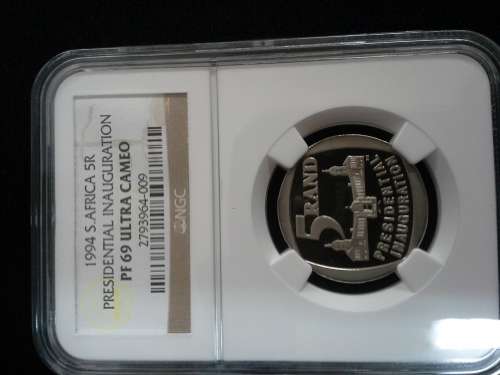 1994 S.AFRICA 5R
PRESIDENTIAL INAUGURATION
PF 69 ULTRA CAMEO
2793964-009
NGC
5 RAND
PRESIDENTIAL
INAUGURATION